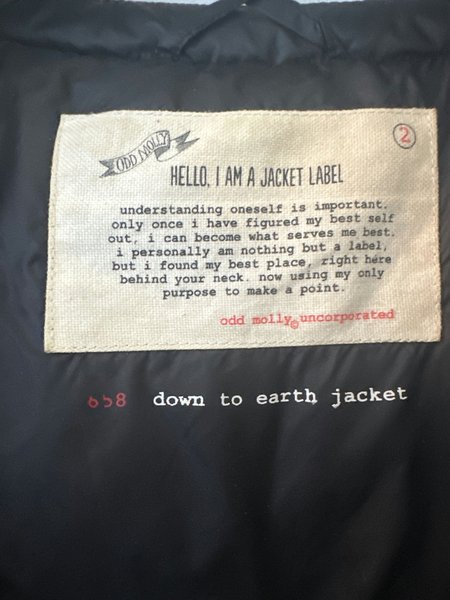 ODD MOLLY
2
HELLO, I AM A JACKET LABEL
understanding oneself is important.
only once i have figured my best self
out, i can become what serves me best.
i personally am nothing but a label,
but i found my best place, right here
behind your neck. now using my only
purpose to make a point.
odd molly© uncorporated
658 down to earth jacket